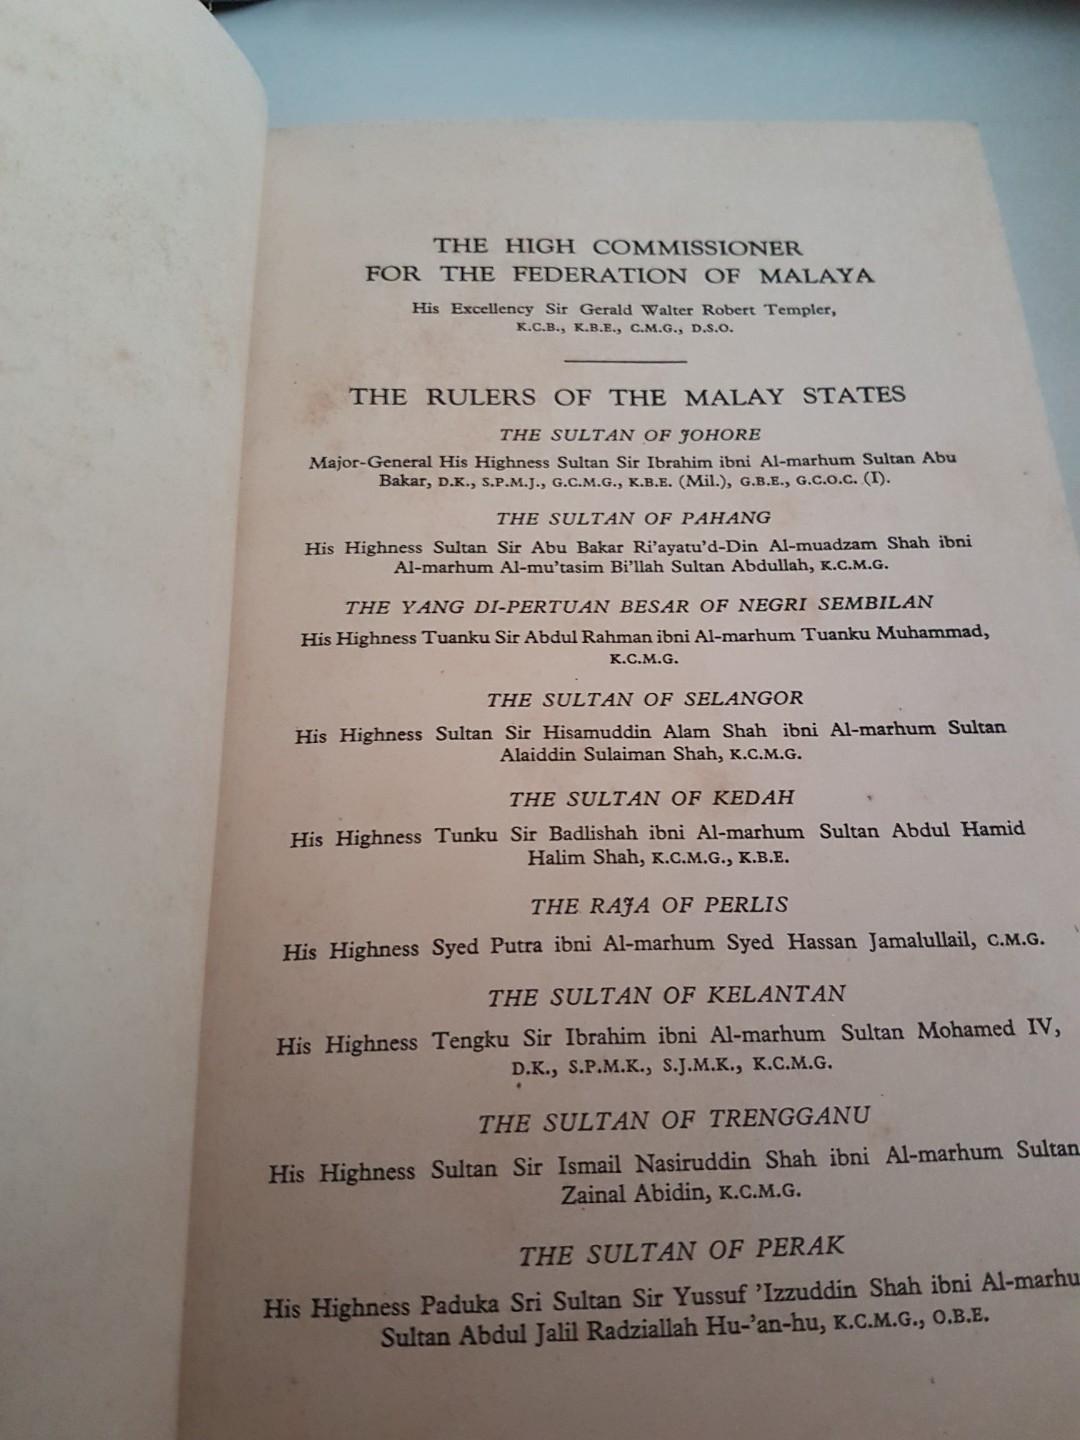 THE HIGH COMMISSIONER
FOR THE FEDERATION OF MALAYA
His Excellency Sir Gerald Walter Robert Templer,
K.C.B., K.B.E., C.M.G., D.S.O.
THE RULERS OF THE MALAY STATES
THE SULTAN OF JOHORE
Major-General His Highness Sultan Sir Ibrahim ibni Al-marhum Sultan Abu
Bakar, D.K., S.P.M.J., G.C.M.G., K.B.E. (Mil.), G.B.E., G.C.O.C. (I).
THE SULTAN OF PAHANG
His Highness Sultan Sir Abu Bakar Ri'ayatu'd-Din Al-muadzam Shah ibni
Al-marhum Al-mu'tasim Bi'llah Sultan Abdullah, K.C.M.G.
THE YANG DI-PERTUAN BESAR OF NEGRI SEMBILAN
His Highness Tuanku Sir Abdul Rahman ibni Al-marhum Tuanku Muhammad,
K.C.M.G.
THE SULTAN OF SELANGOR
His Highness Sultan Sir Hisamuddin Alam Shah ibni Al-marhum Sultan
Alaiddin Sulaiman Shah, K.C.M.G.
THE SULTAN OF KEDAH
His Highness Tunku Sir Badlishah ibni Al-marhum Sultan Abdul Hamid
Halim Shah, K.C.M.G., K.B.E.
THE RAJA OF PERLIS
His Highness Syed Putra ibni Al-marhum Syed Hassan Jamalullail, C.M.G.
THE SULTAN OF KELANTAN
His Highness Tengku Sir Ibrahim ibni Al-marhum Sultan Mohamed IV,
D.K., S.P.M.K., S.J.M.K., K.C.M.G.
THE SULTAN OF TRENGGANU
His Highness Sultan Sir Ismail Nasiruddin Shah ibni Al-marhum Sultan
Zainal Abidin, K.C.M.G.
THE SULTAN OF PERAK
His Highness Paduka Sri Sultan Sir Yussuf 'Izzuddin Shah ibni Al-marhu
Sultan Abdul Jalil Radziallah Hu-'an-hu, K.C.M.G., O.B.E.